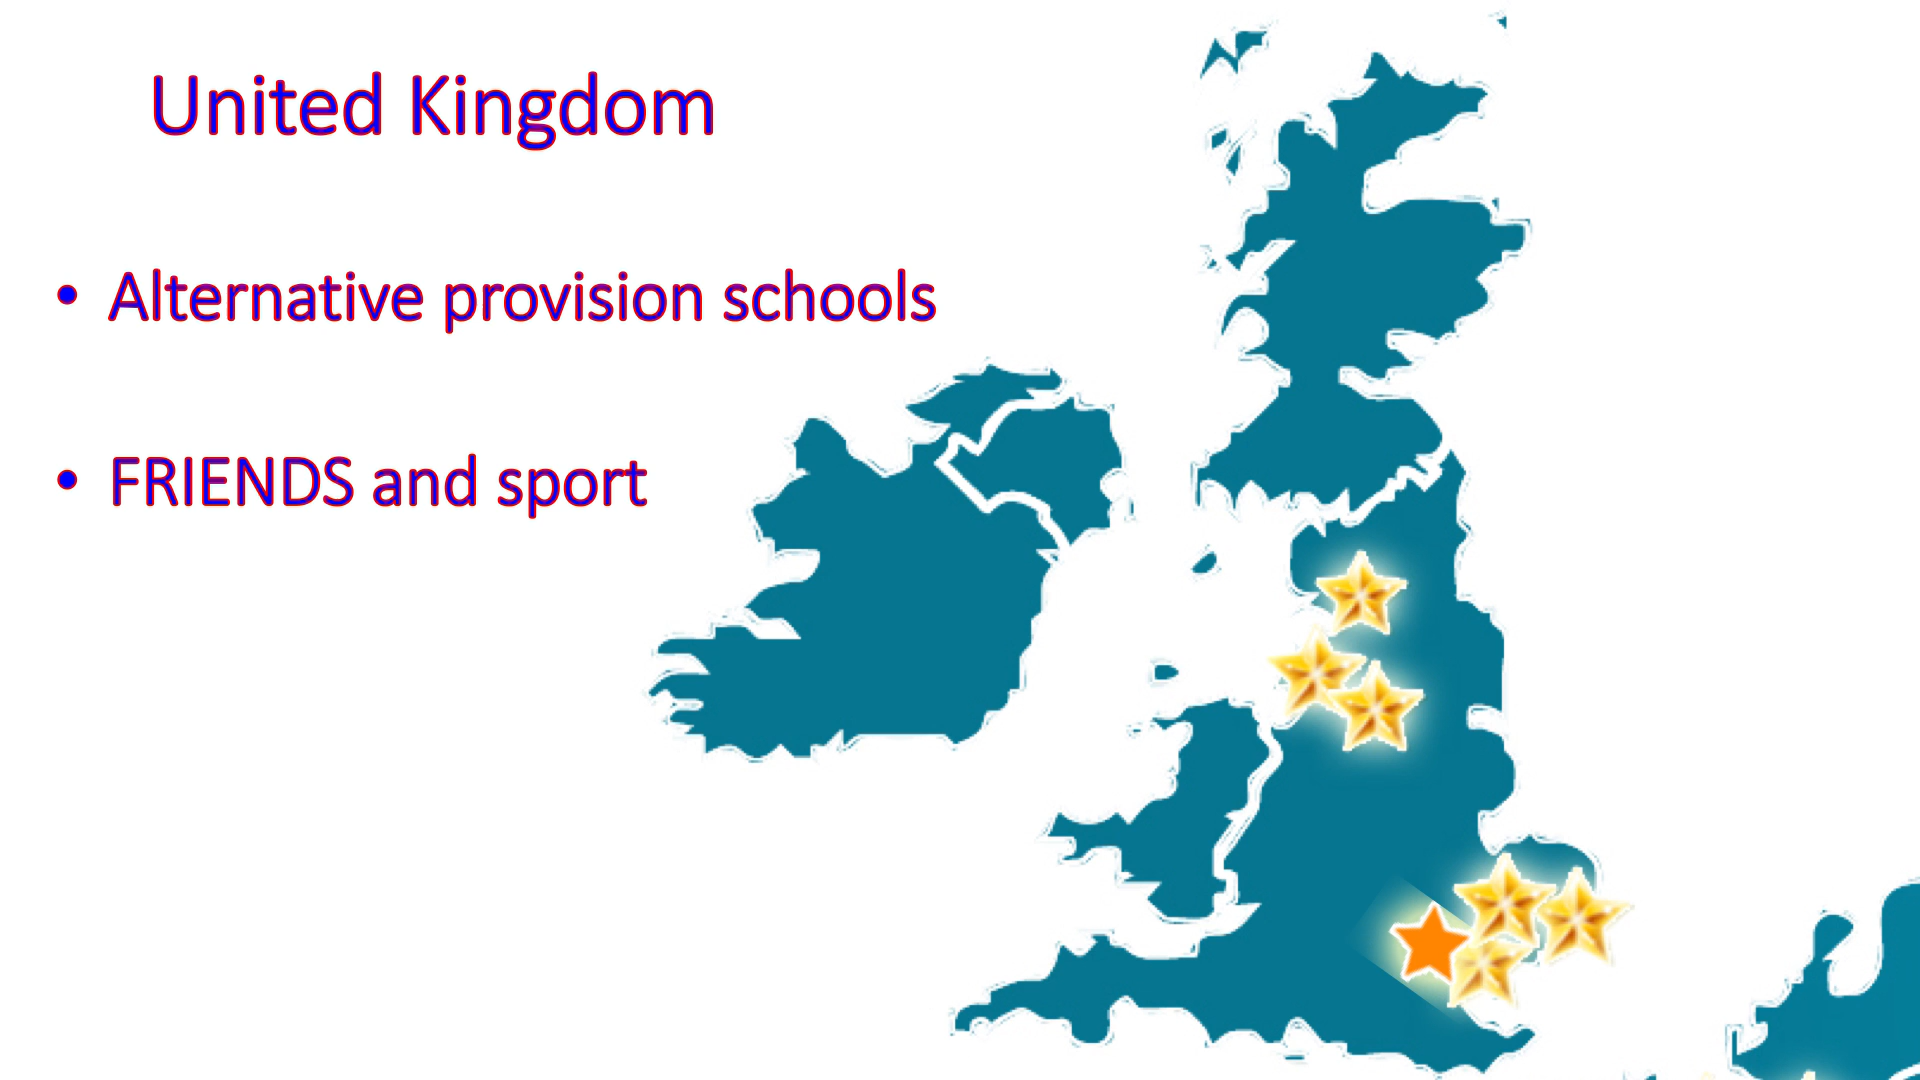 United Kingdom
• Alternative provision schools
• FRIENDS and sport